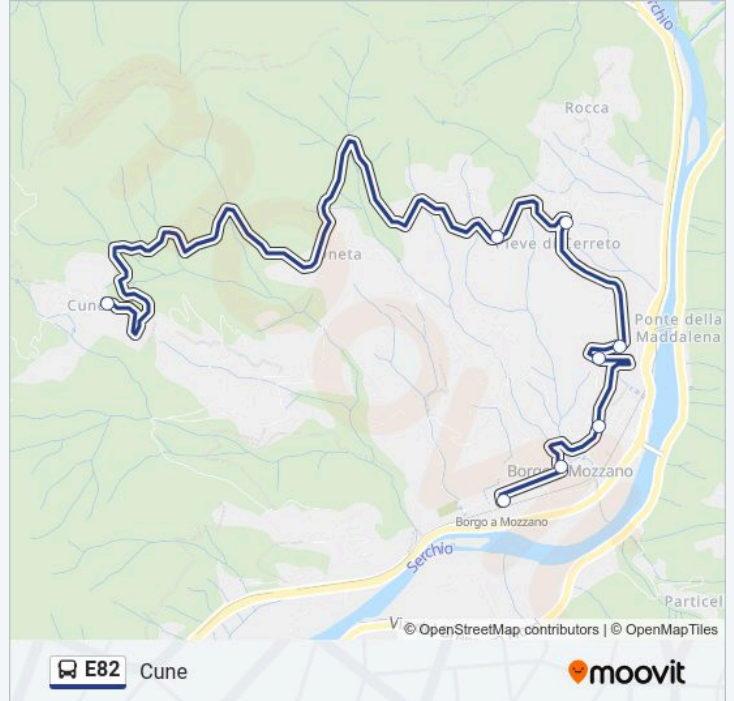 Serchio
Rocca
Pieve di Cerreto
Cune
Ponte della
Maddalena
Borgo a Mozzano
Borgo a Mozzano
Serchio
Particel
© OpenStreetMap contributors | © OpenMapTiles
E82 Cune
moovit